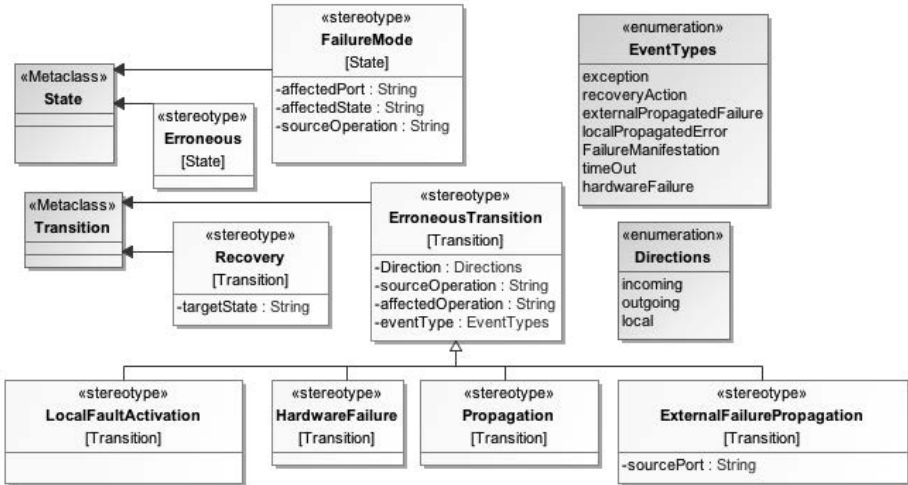 «stereotype»
FailureMode
[State]
-affectedPort : String
-affectedState : String
-sourceOperation : String
«enumeration»
EventTypes
exception
recoveryAction
externalPropagatedFailure
localPropagatedError
FailureManifestation
timeOut
hardwareFailure
«Metaclass»
State
«stereotype»
Erroneous
[State]
«Metaclass»
Transition
«stereotype»
Recovery
[Transition]
-targetState : String
«stereotype»
ErroneousTransition
[Transition]
-Direction : Directions
-sourceOperation : String
-affectedOperation : String
-eventType : EventTypes
«enumeration»
Directions
incoming
outgoing
local
«stereotype»
LocalFaultActivation
[Transition]
«stereotype»
HardwareFailure
[Transition]
«stereotype»
Propagation
[Transition]
«stereotype»
ExternalFailurePropagation
[Transition]
-sourcePort : String